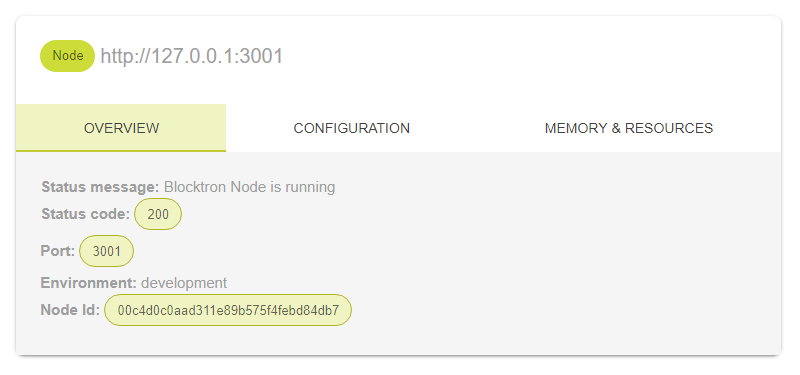 Node http://127.0.0.1:3001
OVERVIEW CONFIGURATION MEMORY & RESOURCES
Status message: Blocktron Node is running
Status code: 200
Port: 3001
Environment: development
Node Id: 00c4d0c0aad311e89b575f4febd84db7